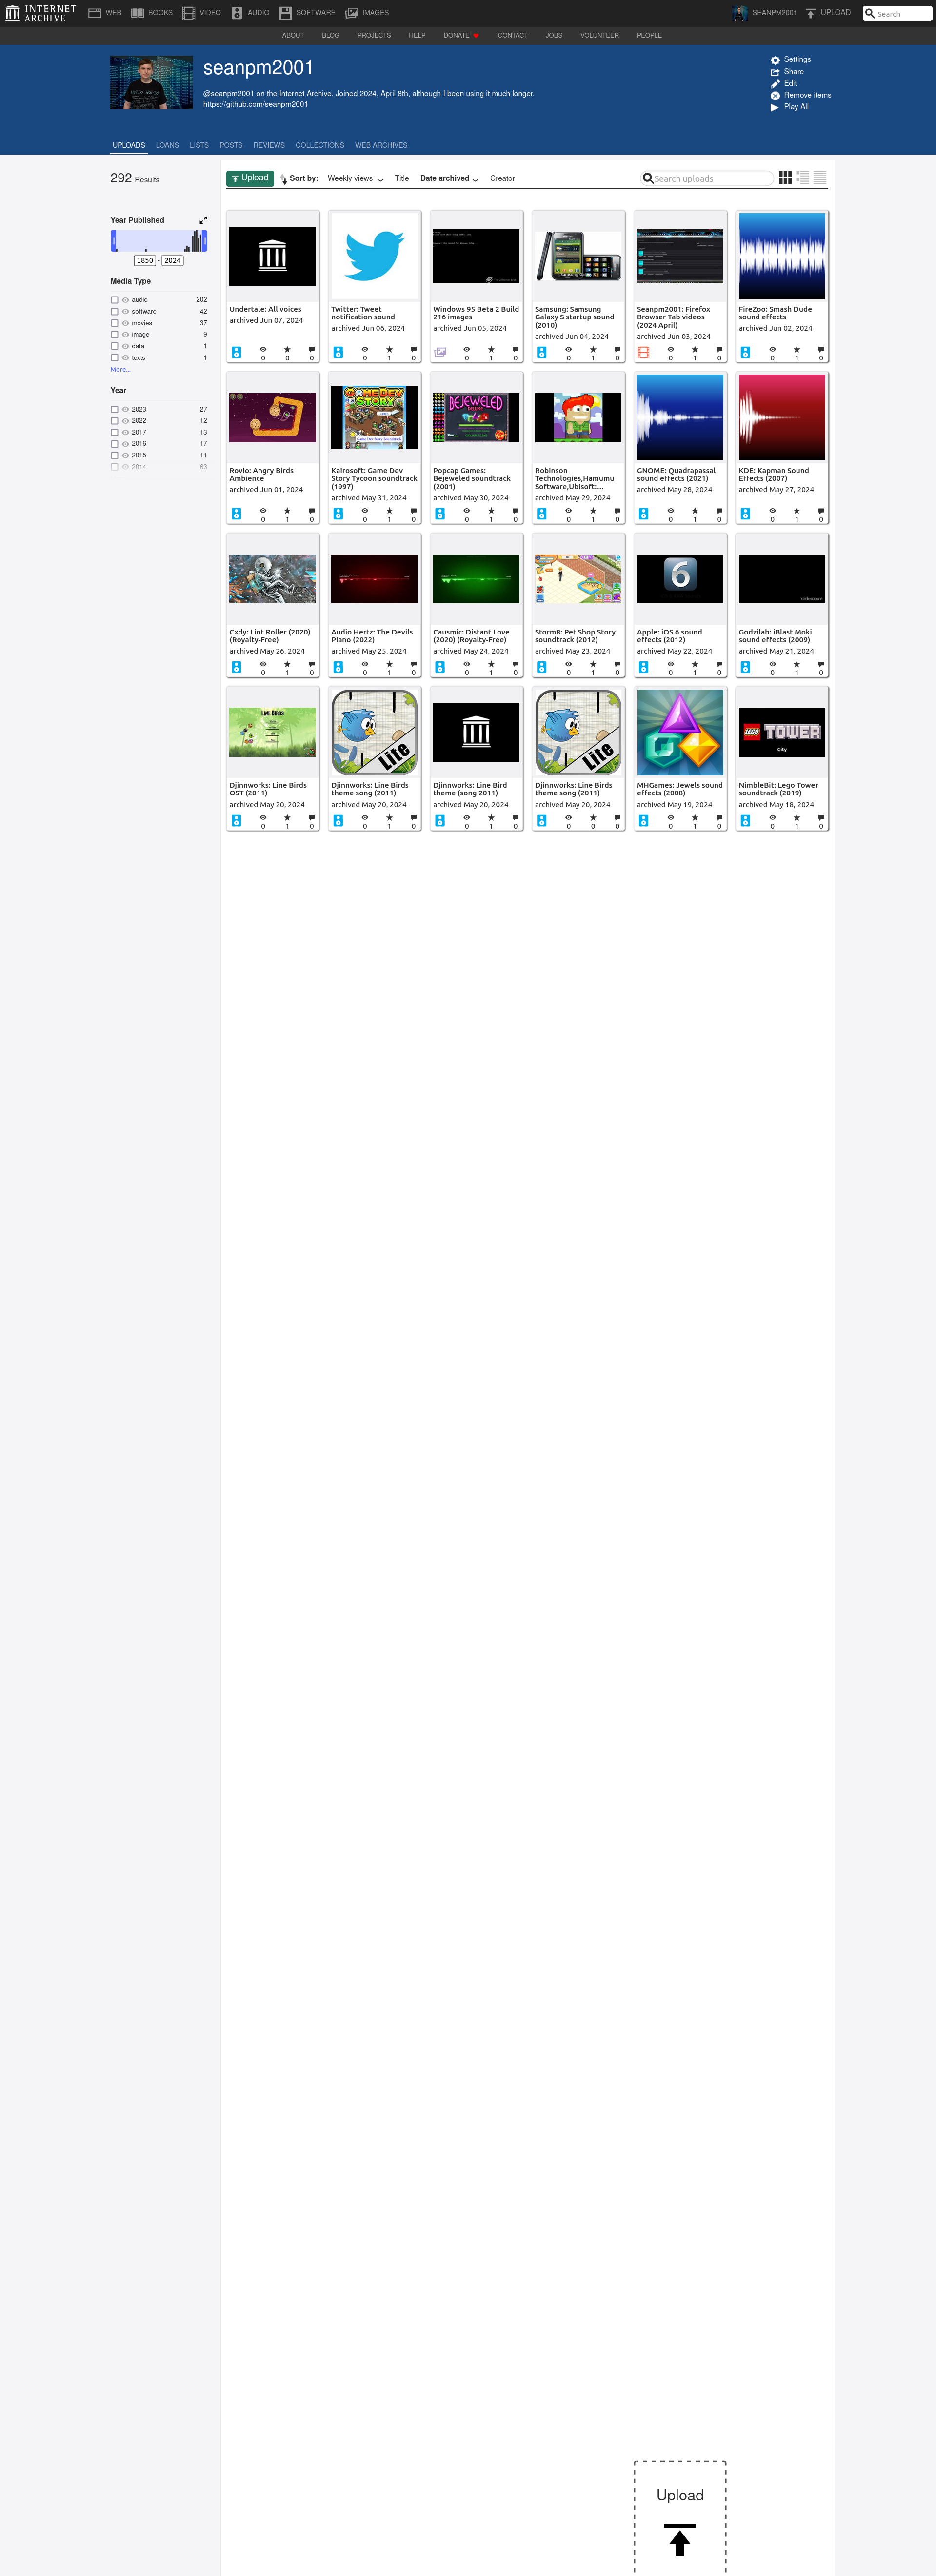 INTERNET ARCHIVE
WEB BOOKS VIDEO AUDIO SOFTWARE IMAGES SEANPM2001 UPLOAD Search
ABOUT BLOG PROJECTS HELP DONATE CONTACT JOBS VOLUNTEER PEOPLE
seanpm2001
@seanpm2001 on the Internet Archive. Joined 2024, April 8th, although I been using it much longer.
https://github.com/seanpm2001
Settings
Share
Edit
Remove items
Play All
UPLOADS LOANS LISTS POSTS REVIEWS COLLECTIONS WEB ARCHIVES
292 Results
Year Published
1850 - 2024
Media Type
audio 202
software 42
movies 37
image 9
data 1
texts 1
More...
Year
2023 27
2022 12
2017 13
2016 17
2015 11
2014 63
Upload Sort by: Weekly views Title Date archived Creator Search uploads
Undertale: All voices
archived Jun 07, 2024
0 0 0
Twitter: Tweet
notification sound
archived Jun 06, 2024
0 1 0
Windows 95 Beta 2 Build
216 images
archived Jun 05, 2024
0 1 0
Samsung: Samsung
Galaxy S startup sound
(2010)
archived Jun 04, 2024
0 1 0
Seanpm2001: Firefox
Browser Tab videos
(2024 April)
archived Jun 03, 2024
0 1 0
FireZoo: Smash Dude
sound effects
archived Jun 02, 2024
0 1 0
Rovio: Angry Birds
Ambience
archived Jun 01, 2024
0 1 0
GAMEDEV
STORY
Game Dev Story Soundtrack
Kairosoft: Game Dev
Story Tycoon soundtrack
(1997)
archived May 31, 2024
0 1 0
BEJEWELED
Popcap Games:
Bejeweled soundtrack
(2001)
archived May 30, 2024
0 1 0
Robinson
Technologies,Hamumu
Software,Ubisoft:...
archived May 29, 2024
0 1 0
GNOME: Quadrapassal
sound effects (2021)
archived May 28, 2024
0 1 0
KDE: Kapman Sound
Effects (2007)
archived May 27, 2024
0 1 0
Cxdy: Lint Roller (2020)
(Royalty-Free)
archived May 26, 2024
0 1 0
Audio Hertz: The Devils
Piano (2022)
archived May 25, 2024
0 1 0
Causmic: Distant Love
(2020) (Royalty-Free)
archived May 24, 2024
0 1 0
Storm8: Pet Shop Story
soundtrack (2012)
archived May 23, 2024
0 1 0
6
Apple: iOS 6 sound
effects (2012)
archived May 22, 2024
0 1 0
clideo.com
Godzilab: iBlast Moki
sound effects (2009)
archived May 21, 2024
0 1 0
LINE BIRDS
Djinnworks: Line Birds
OST (2011)
archived May 20, 2024
0 1 0
Lite
Djinnworks: Line Birds
theme song (2011)
archived May 20, 2024
0 1 0
Djinnworks: Line Bird
theme (song 2011)
archived May 20, 2024
0 1 0
Lite
Djinnworks: Line Birds
theme song (2011)
archived May 20, 2024
0 0 0
MHGames: Jewels sound
effects (2008)
archived May 19, 2024
0 1 0
LEGO TOWER
City
NimbleBit: Lego Tower
soundtrack (2019)
archived May 18, 2024
0 1 0
Upload